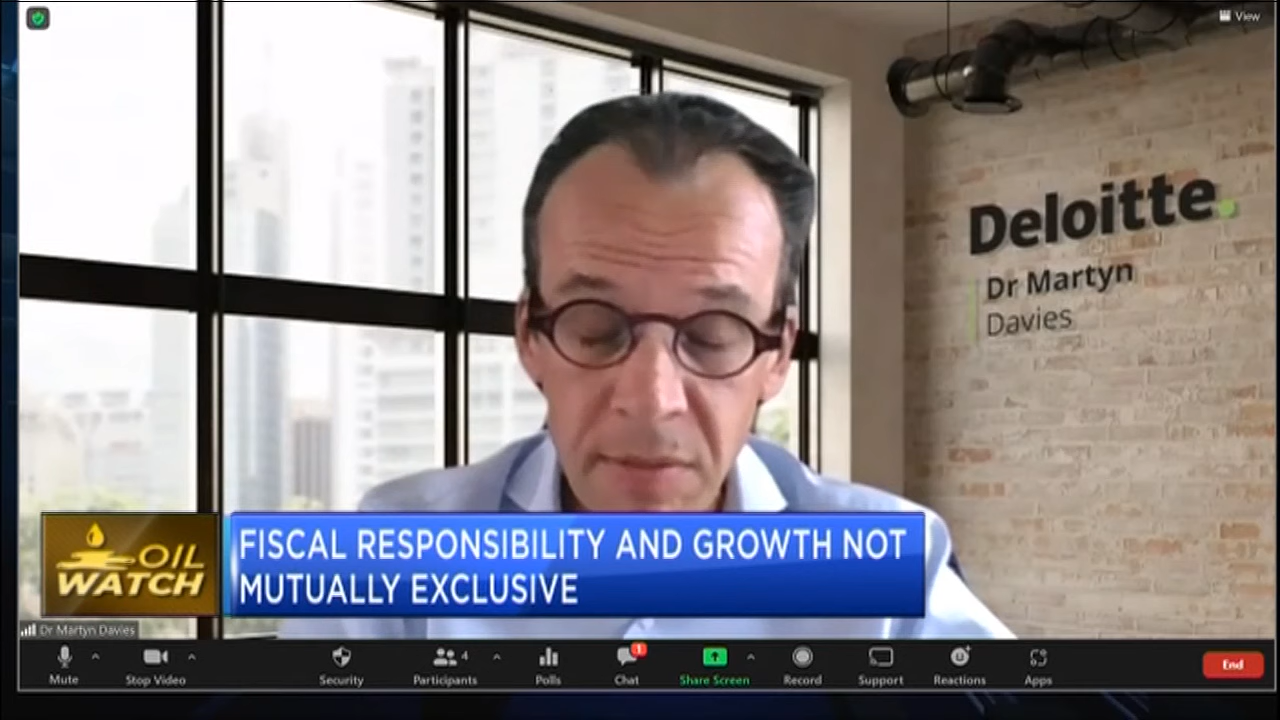 View
Deloitte.
Dr Martyn
Davies
OIL
WATCH
FISCAL RESPONSIBILITY AND GROWTH NOT
MUTUALLY EXCLUSIVE
Dr Martyn Davies
4
1
Mute
Stop Video
Security
Participants
Polls
Chat
Share Screen
Record
Support
Reactions
Apps
End